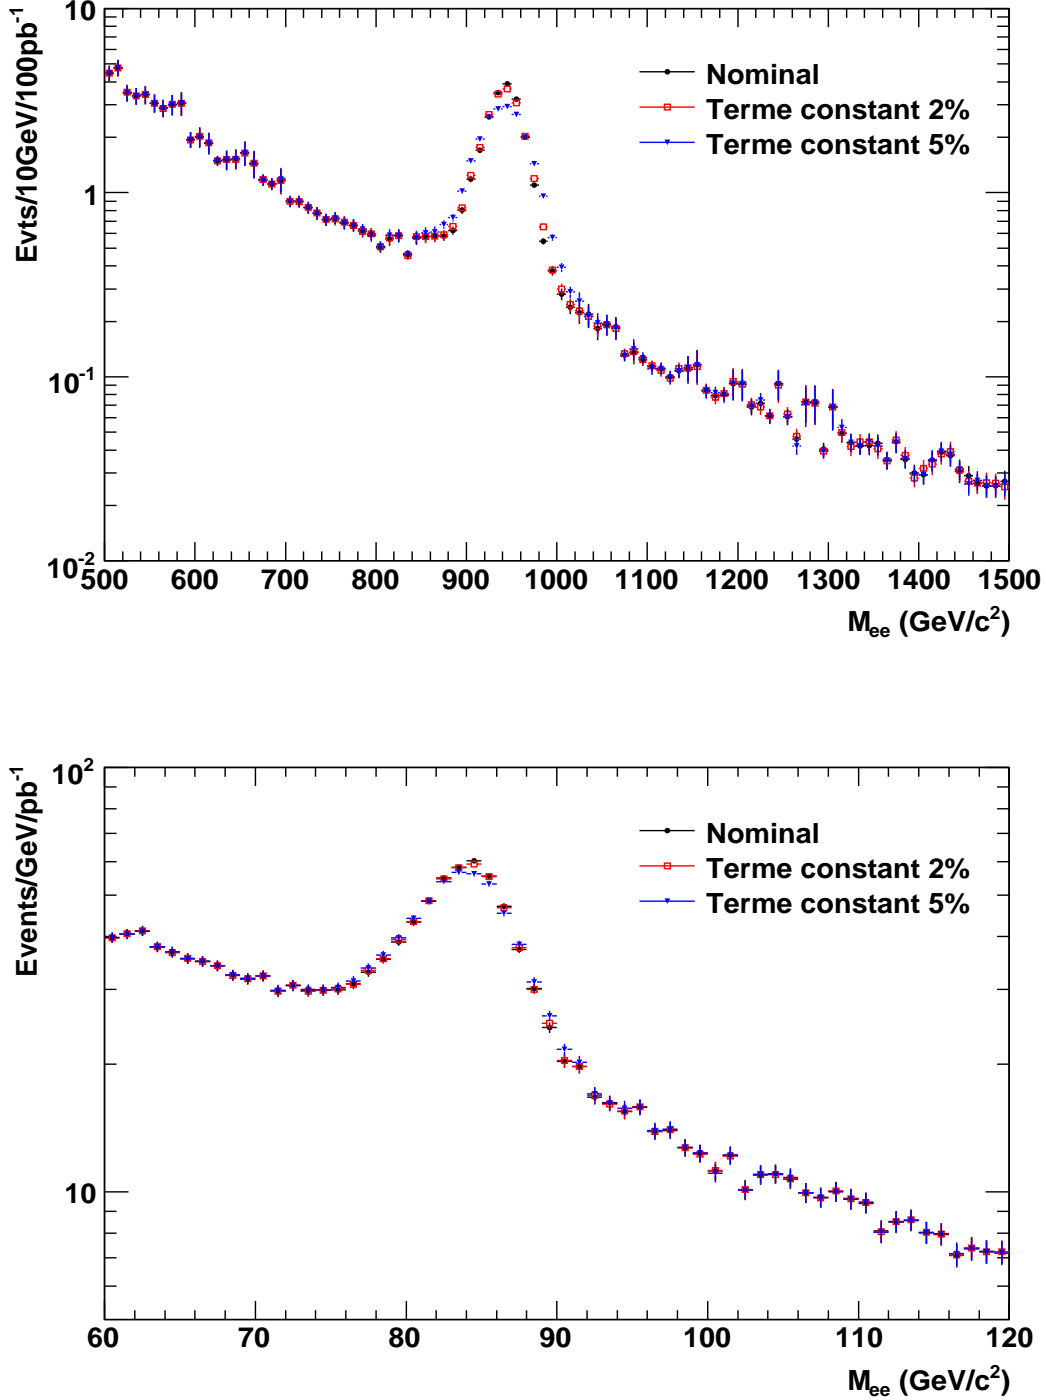 Evts/10GeV/100pb⁻¹
10
1
10⁻¹
10⁻²
Nominal
Terme constant 2%
Terme constant 5%
500 600 700 800 900 1000 1100 1200 1300 1400 1500
M_ee (GeV/c²)
Events/GeV/pb⁻¹
10²
10
Nominal
Terme constant 2%
Terme constant 5%
60 70 80 90 100 110 120
M_ee (GeV/c²)